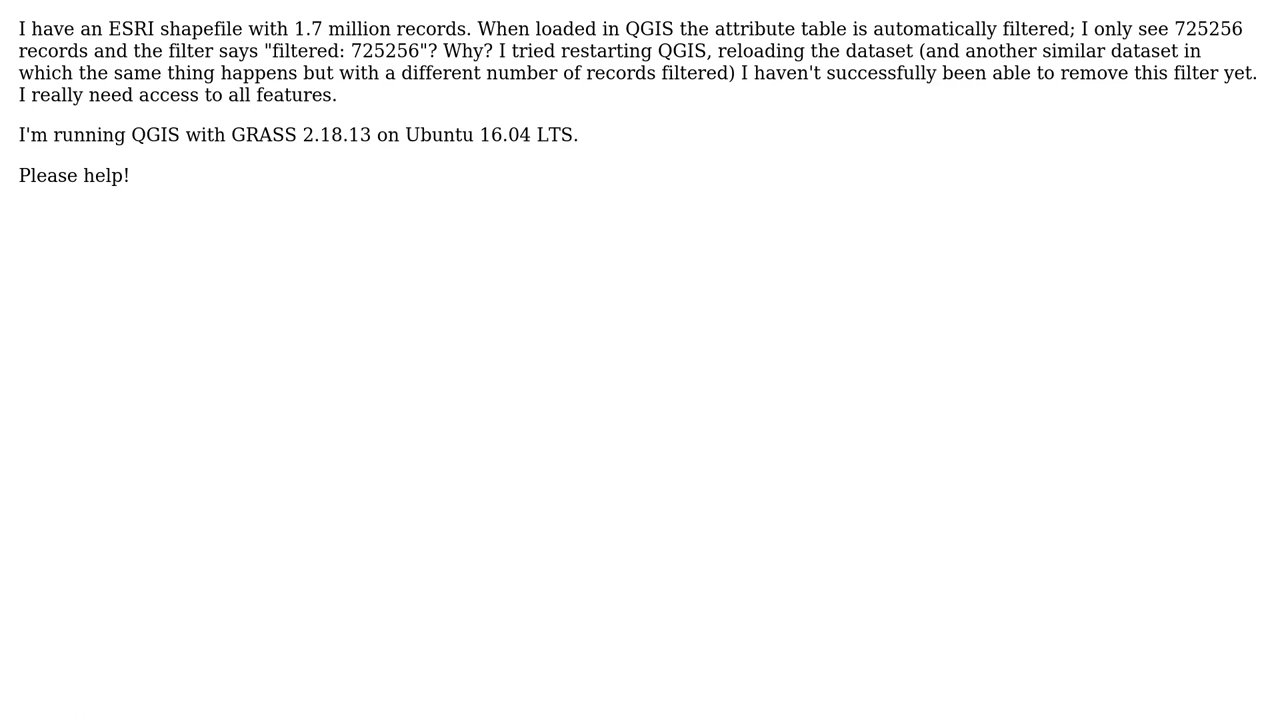 I have an ESRI shapefile with 1.7 million records. When loaded in QGIS the attribute table is automatically filtered; I only see 725256
records and the filter says "filtered: 725256"? Why? I tried restarting QGIS, reloading the dataset (and another similar dataset in
which the same thing happens but with a different number of records filtered) I haven't successfully been able to remove this filter yet.
I really need access to all features.
I'm running QGIS with GRASS 2.18.13 on Ubuntu 16.04 LTS.
Please help!